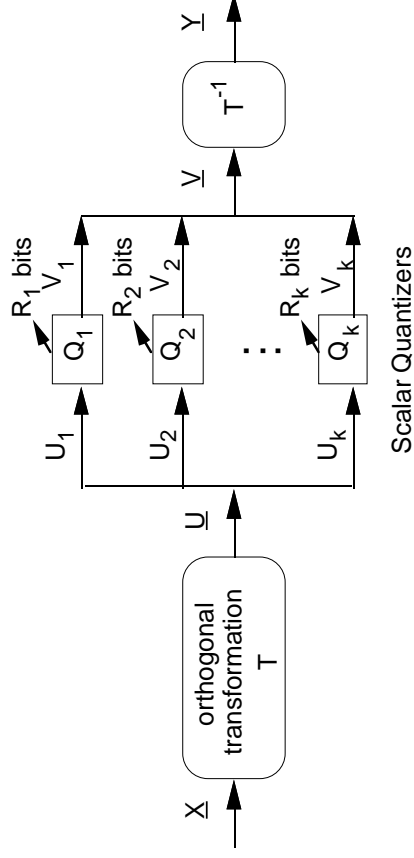 X
orthogonal
transformation
T
U
U1
U2
Uk
Q1
Q2
...
Qk
R1 bits
R2 bits
Rk bits
V1
V2
Vk
V
T-1
Y
Scalar Quantizers